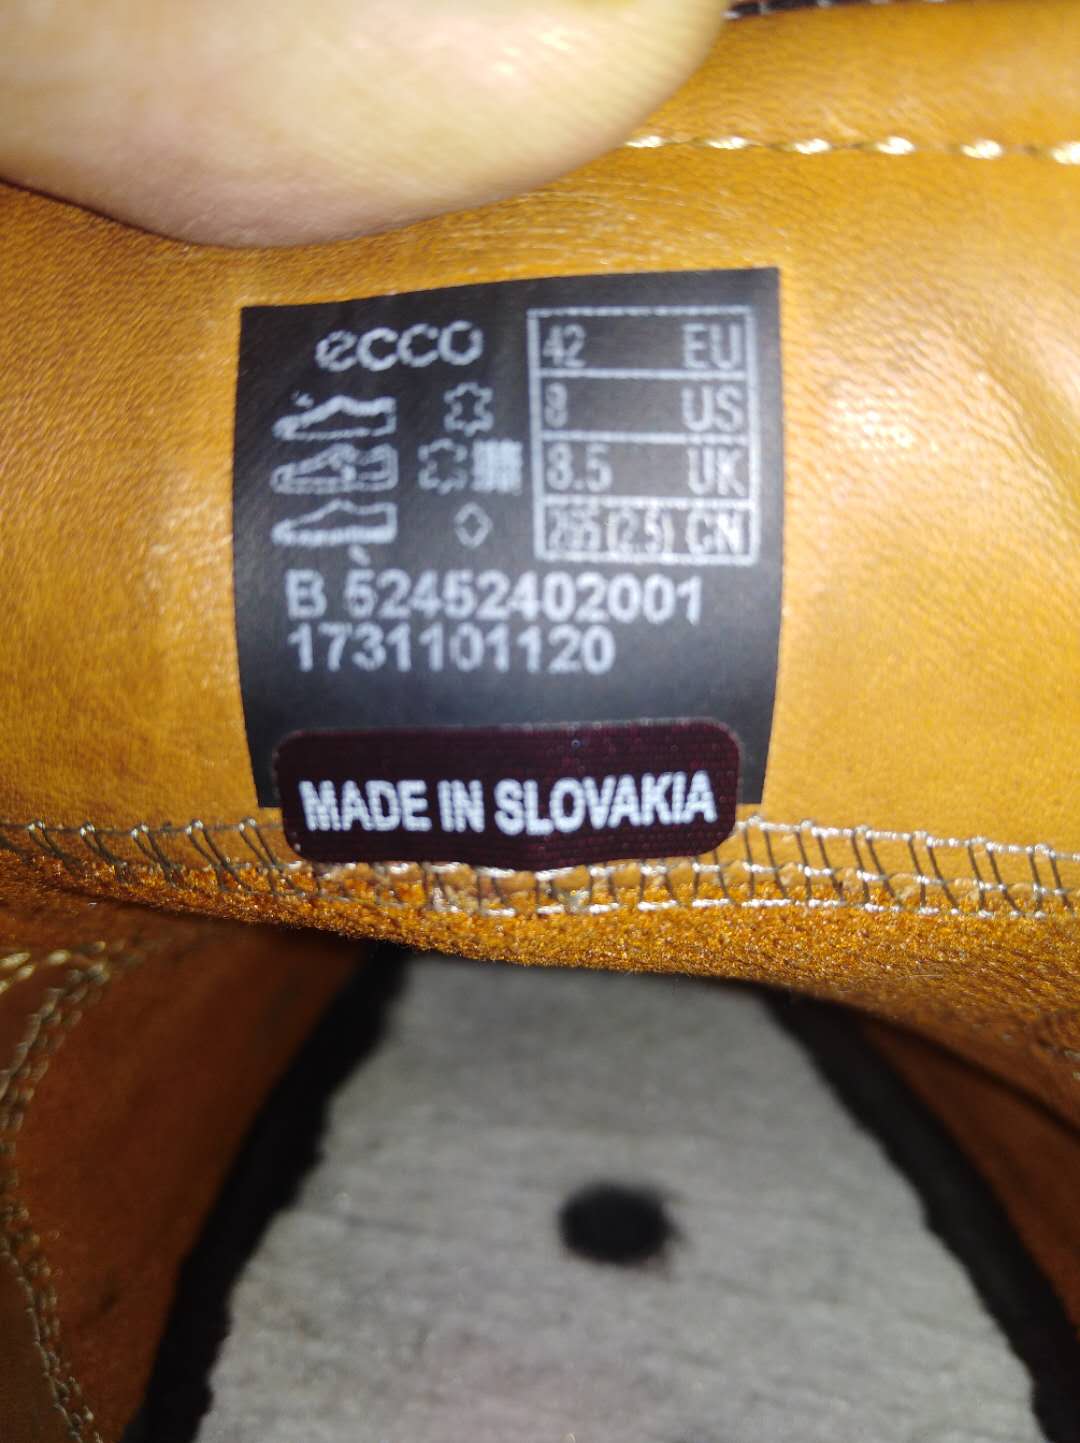 ecco
42 EU
8 US
8.5 UK
265 (2.5) CN
B 52452402001
1731101120
MADE IN SLOVAKIA